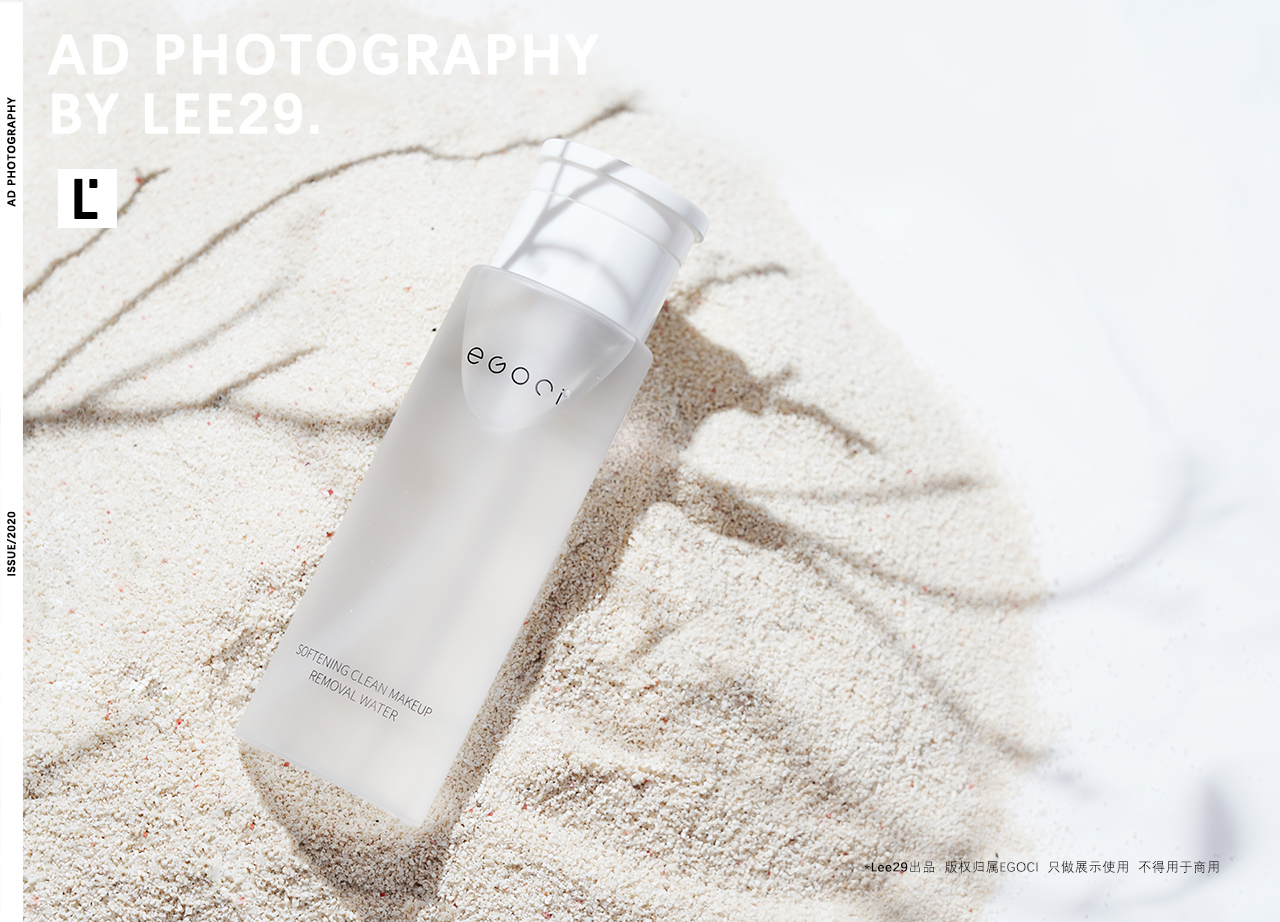 AD PHOTOGRAPHY
BY LEE29.
L
AD PHOTOGRAPHY
ISSUE/2020
egoci
SOFTENING CLEAN MAKEUP
REMOVAL WATER
*Lee29出品 版权归属EGOCI 只做展示使用 不得用于商用